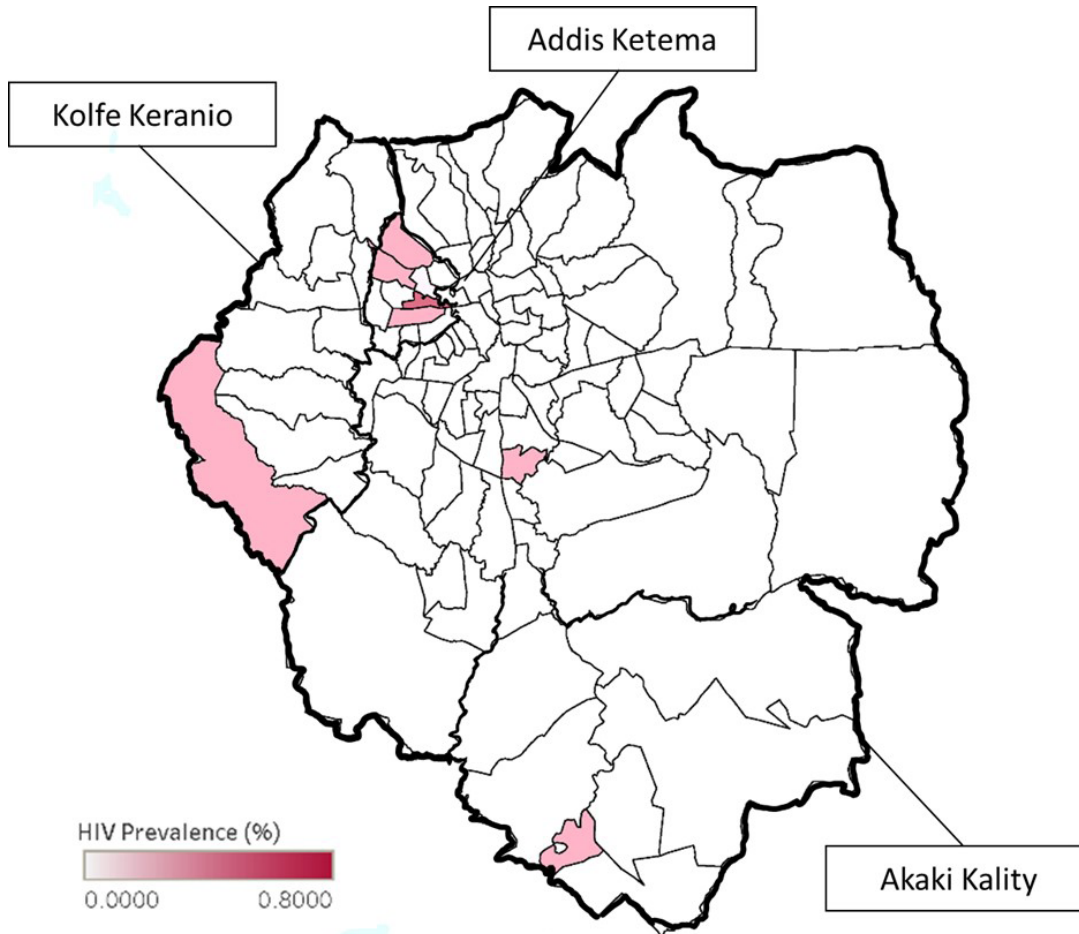 Addis Ketema
Kolfe Keranio
HIV Prevalence (%)
0.0000 0.8000
Akaki Kality